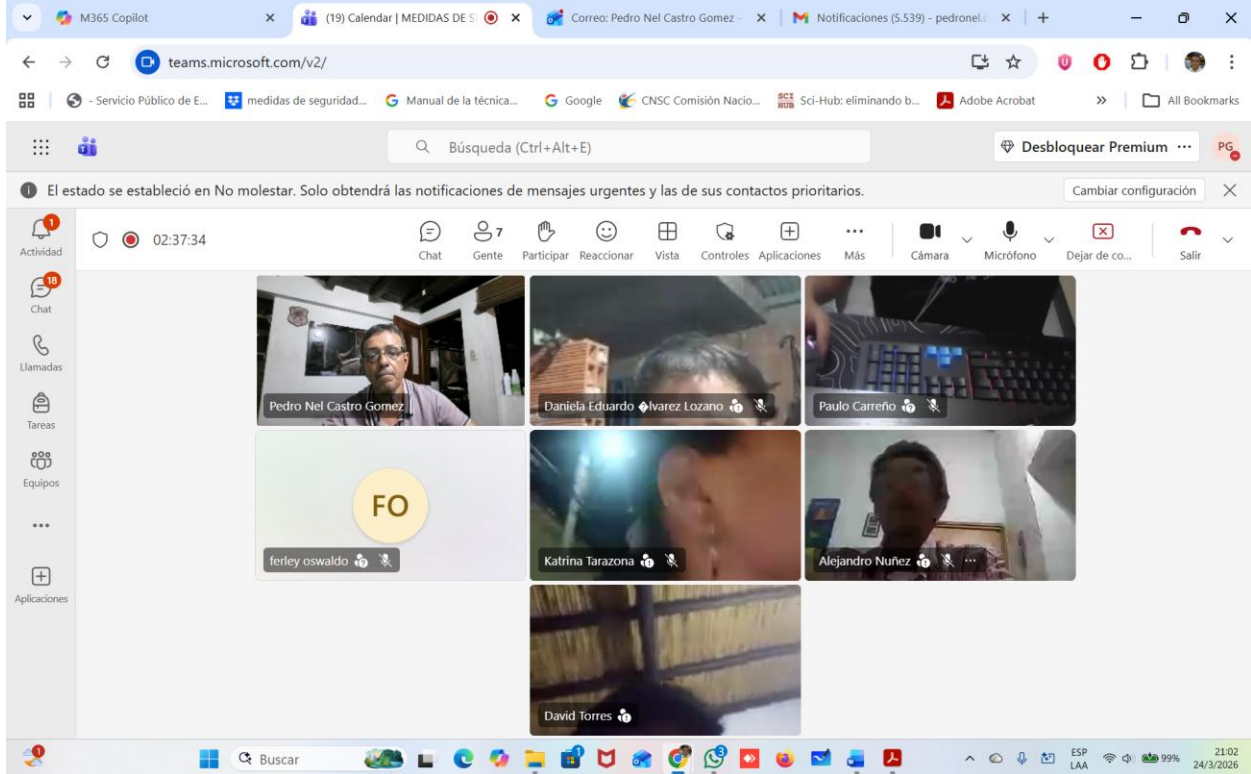 M365 Copilot
(19) Calendar | MEDIDAS DE S
Correo: Pedro Nel Castro Gomez -
Notificaciones (5.539) - pedronel.c
teams.microsoft.com/v2/
- Servicio Público de E...
medidas de seguridad...
Manual de la técnica...
Google
CNSC Comisión Nacio...
SCI HUB
Sci-Hub: eliminando b...
Adobe Acrobat
»
All Bookmarks
Búsqueda (Ctrl+Alt+E)
Desbloquear Premium ...
PG
El estado se estableció en No molestar. Solo obtendrá las notificaciones de mensajes urgentes y las de sus contactos prioritarios.
Cambiar configuración
1
Actividad
18
Chat
Llamadas
Tareas
Equipos
Aplicaciones
02:37:34
Chat
7
Gente
Participar
Reaccionar
Vista
Controles
Aplicaciones
Más
Cámara
Micrófono
Dejar de co...
Salir
Pedro Nel Castro Gomez
Daniela Eduardo �lvarez Lozano
Paulo Carreño
FO
ferley oswaldo
Katrina Tarazona
Alejandro Nuñez ...
David Torres
1
Buscar
1
3
ESP
LAA
99%
21:02
24/3/2026